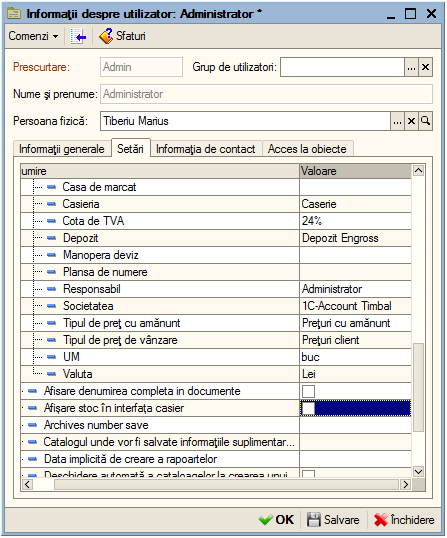 Informaţii despre utilizator: Administrator *
Comenzi Sfaturi
Prescurtare: Admin Grup de utilizatori: ...
Nume şi prenume: Administrator
Persoana fizică: Tiberiu Marius ...
Informaţii generale Setări Informaţia de contact Acces la obiecte
umire Valoare
Casa de marcat
Casieria Caserie
Cota de TVA 24%
Depozit Depozit Engross
Manopera deviz
Plansa de numere
Responsabil Administrator
Societatea 1C-Account Timbal
Tipul de preţ cu amănunt Preţuri cu amănunt
Tipul de preţ de vânzare Preţuri client
UM buc
Valuta Lei
Afisare denumirea completa in documente
Afişare stoc în interfaţa casier
Archives number save
Catalogul unde vor fi salvate informaţiile suplimentar...
Data implicită de creare a rapoartelor
Deschidere automată a cataloagelor la crearea unui
OK Salvare Închidere